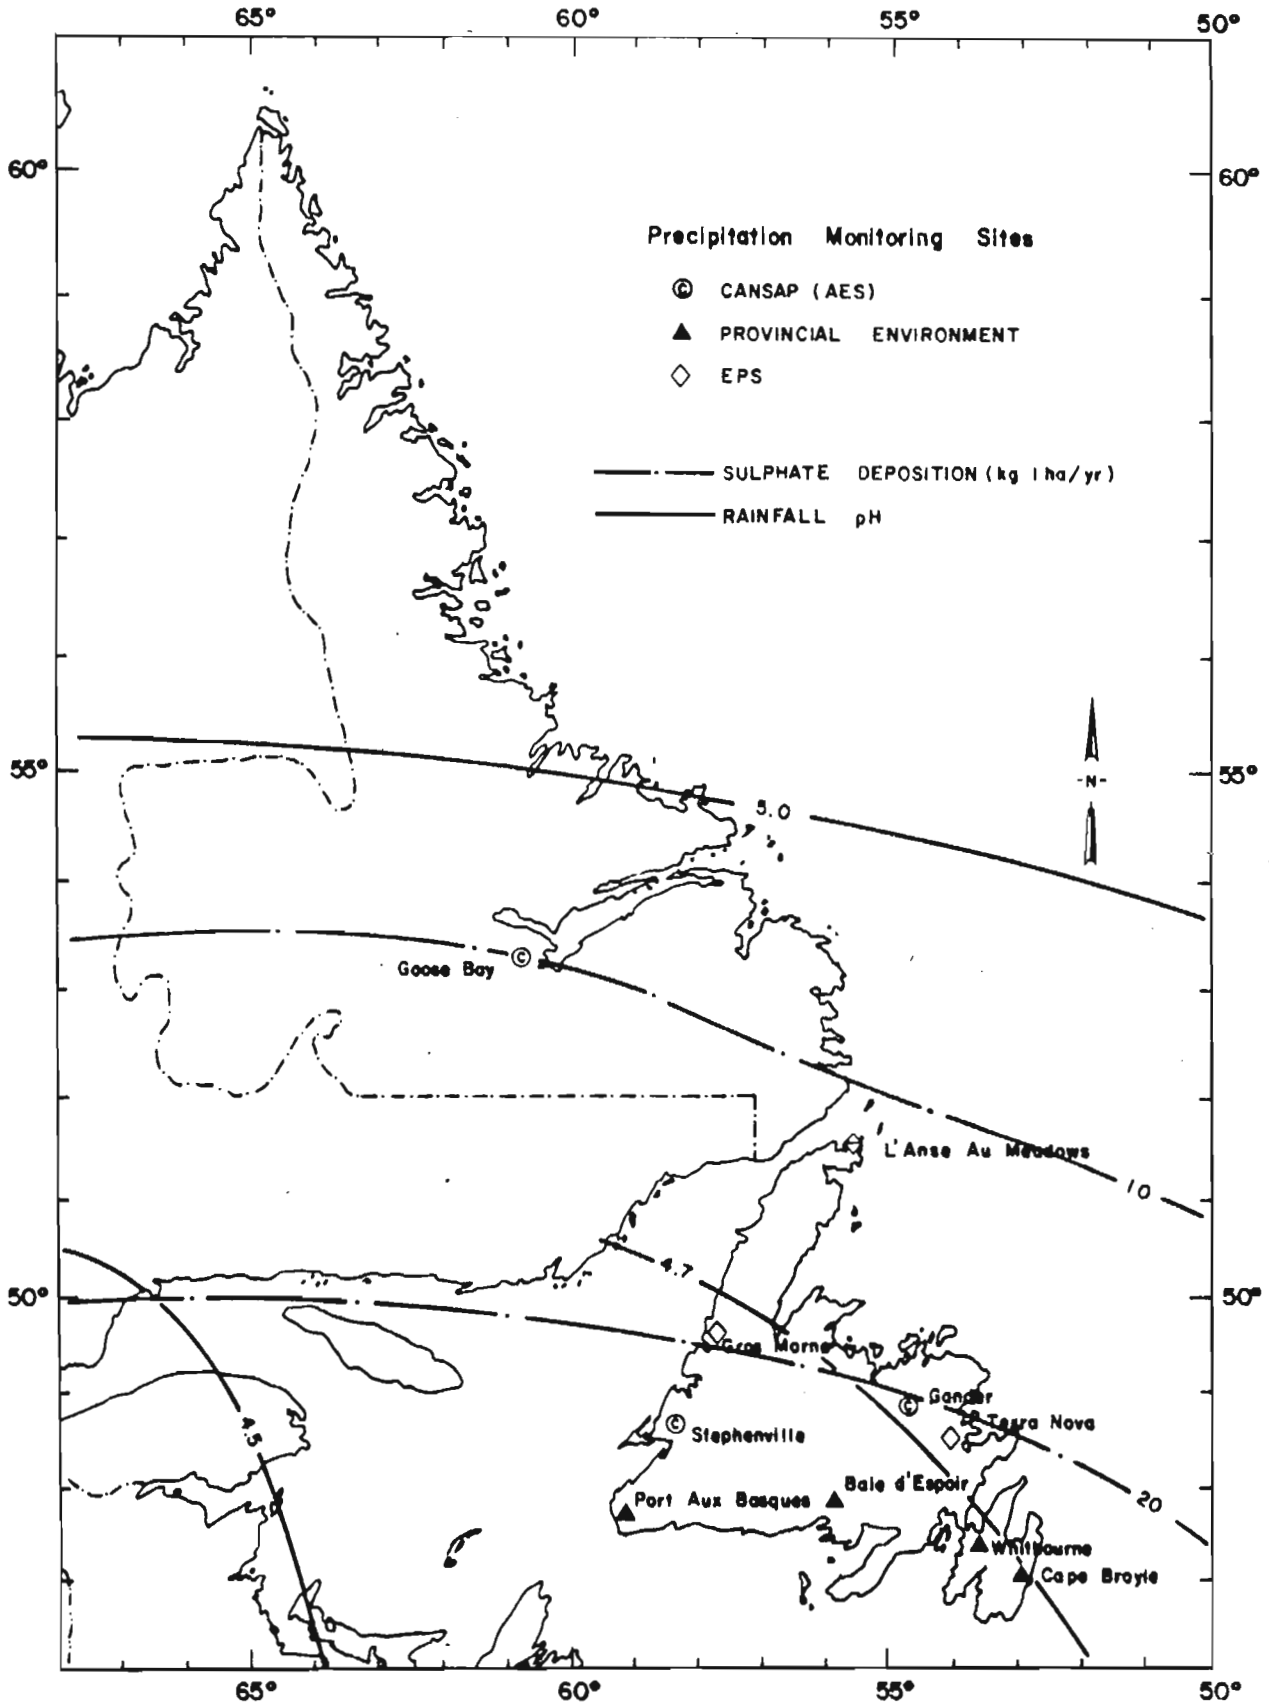 65° 60° 55° 50°
60° 60°
Precipitation Monitoring Sites
© CANSAP (AES)
▲ PROVINCIAL ENVIRONMENT
◇ EPS
SULPHATE DEPOSITION (kg / ha/yr)
RAINFALL pH
55° 55°
-N-
5.0
C
Goose Bay
L'Anse Au Meadows
10
4.7
50° 50°
Gros Morne
Gander
C
Terra Nova
4.5
C
Stephenville
Baie d'Espoir
Port Aux Basques
20
Whitbourne
Cape Broyle
65° 60° 55° 50°